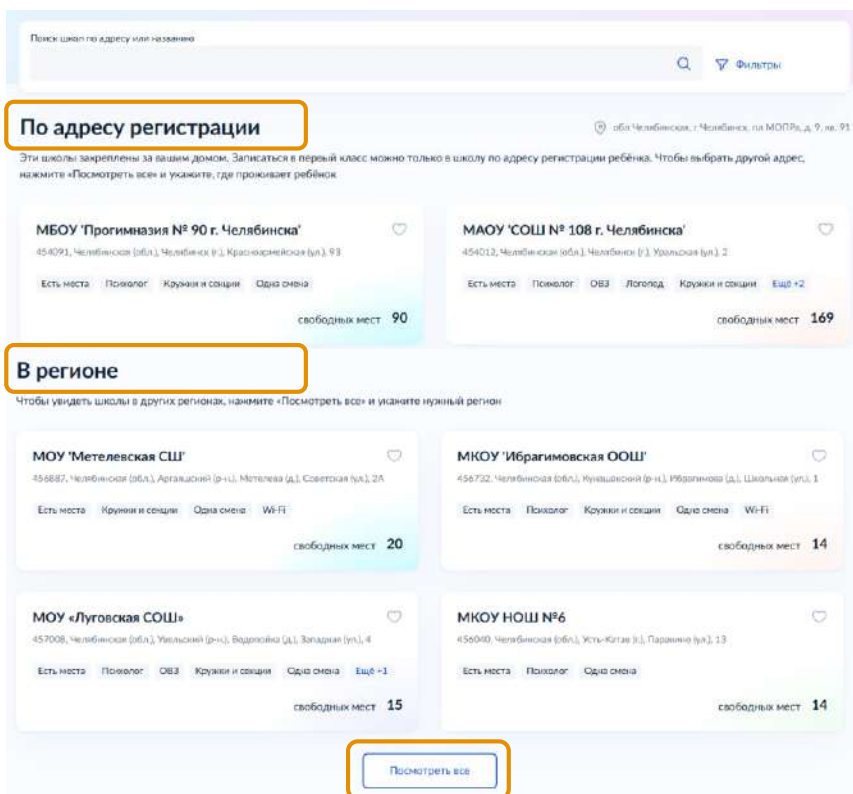 Поиск школ по адресу или названию
Фильтры
По адресу регистрации
обл Челябинская, г Челябинск, пл МОПРа, д. 9, кв. 91
Эти школы закреплены за вашим домом. Записаться в первый класс можно только в школу по адресу регистрации ребёнка. Чтобы выбрать другой адрес,
нажмите «Посмотреть все» и укажите, где проживает ребёнок
МБОУ 'Прогимназия № 90 г. Челябинска'
454091, Челябинская (обл.), Челябинск (г.), Красноармейская (ул.), 93
Есть места Психолог Кружки и секции Одна смена
свободных мест 90
МАОУ 'СОШ № 108 г. Челябинска'
454012, Челябинская (обл.), Челябинск (г.), Уральская (ул.), 2
Есть места Психолог ОВЗ Логопед Кружки и секции Ещё +2
свободных мест 169
В регионе
Чтобы увидеть школы в других регионах, нажмите «Посмотреть все» и укажите нужный регион
МОУ 'Метелевская СШ'
456887, Челябинская (обл.), Аргаяшский (р-н.), Метелева (д.), Советская (ул.), 2А
Есть места Кружки и секции Одна смена Wi-Fi
свободных мест 20
МКОУ 'Ибрагимовская ООШ'
456732, Челябинская (обл.), Кунашакский (р-н.), Ибрагимова (д.), Школьная (ул.), 1
Есть места Психолог Кружки и секции Одна смена Wi-Fi
свободных мест 14
МОУ «Луговская СОШ»
457008, Челябинская (обл.), Увельский (р-н.), Водопойка (д.), Западная (ул.), 4
Есть места Психолог ОВЗ Кружки и секции Одна смена Ещё +1
свободных мест 15
МКОУ НОШ №6
456040, Челябинская (обл.), Усть-Катав (г.), (ул.), 13
Есть места Психолог Одна смена
свободных мест 14
Посмотреть все